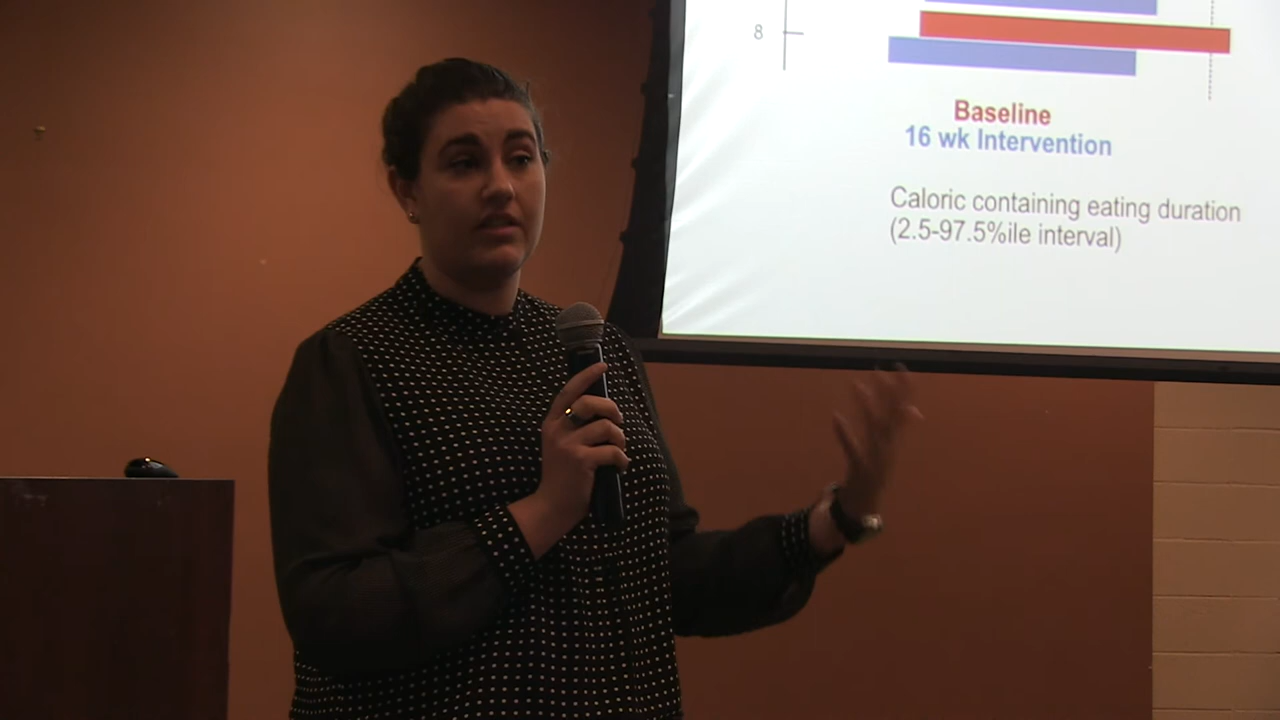 8
Baseline
16 wk Intervention
Caloric containing eating duration
(2.5-97.5%ile interval)